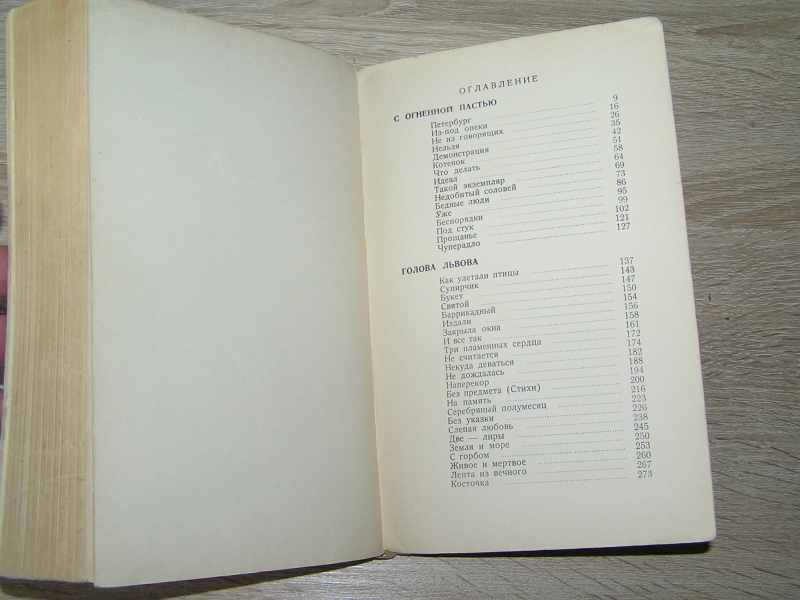 ОГЛАВЛЕНИЕ
С ОГНЕННОЙ ПАСТЬЮ
Петербург 9
Из-под опеки 16
Не из говорящих 26
Нельзя 35
Демонстрация 42
Котенок 51
Что делать 58
Идеал 64
Такой экземпляр 69
Недобитый соловей 73
Бедные люди 86
Уже 95
Беспорядки 99
Под стук 102
Прощанье 121
Чуперадло 127
ГОЛОВА ЛЬВОВА
Как улетали птицы 137
Супирчик 143
Букет 147
Святой 150
Баррикадный 154
Издали 156
Закрыла окна 158
И все так 161
Три пламенных сердца 172
Не считается 174
Некуда деваться 182
Не дождалась 188
Наперекор 194
Без предмета (Стихи) 200
На память 216
Серебряный полумесяц 223
Без указки 226
Слепая любовь 238
Две — лиры 245
Земля и море 250
С горбом 253
Живое и мертвое 260
Лепта из вечного 267
Косточка 273